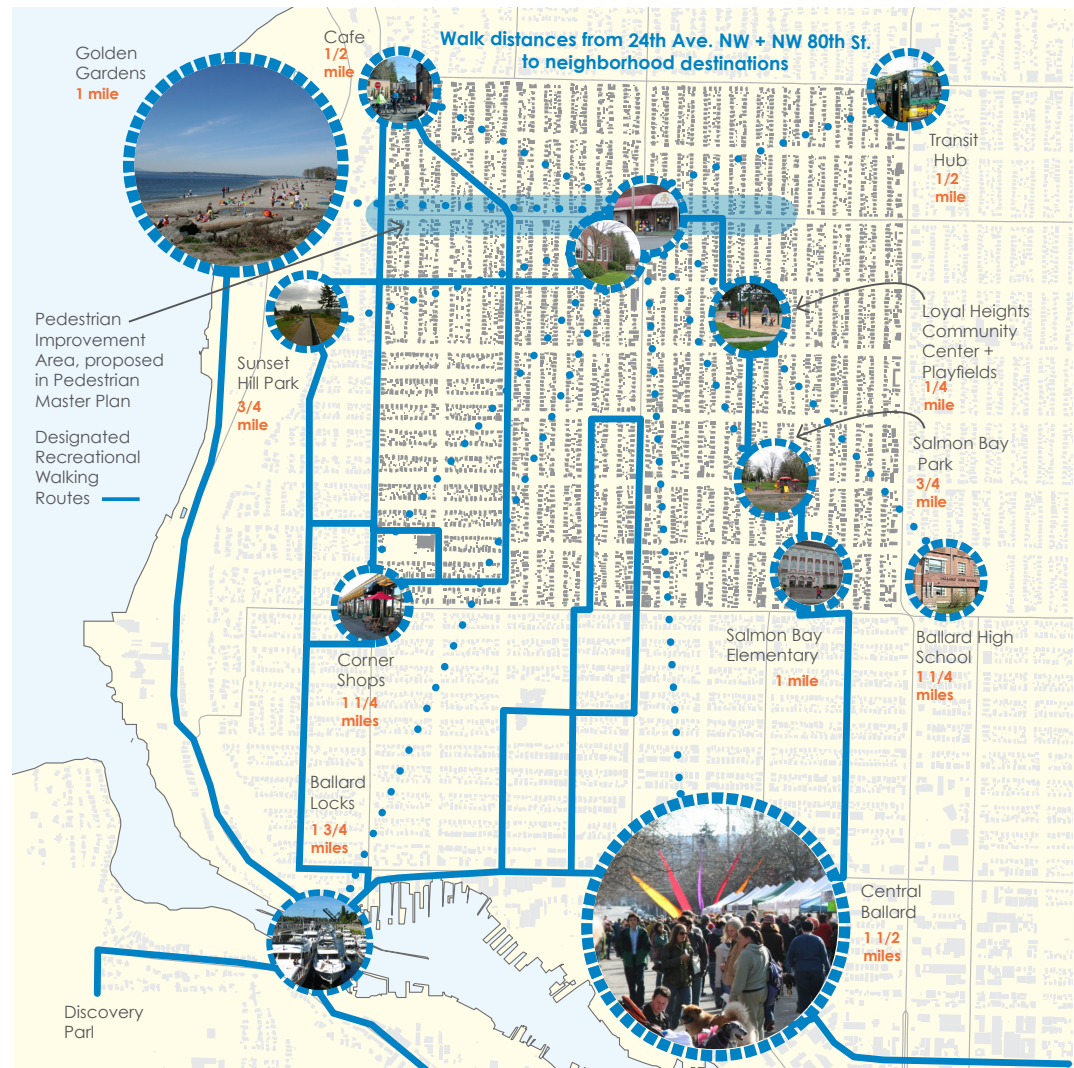 Walk distances from 24th Ave. NW + NW 80th St.
to neighborhood destinations
Golden
Gardens
1 mile
Cafe
1/2
mile
Transit
Hub
1/2
mile
Pedestrian
Improvement
Area, proposed
in Pedestrian
Master Plan
Designated
Recreational
Walking
Routes
Sunset
Hill Park
3/4
mile
Loyal Heights
Community
Center +
Playfields
1/4
mile
Salmon Bay
Park
3/4
mile
Corner
Shops
1 1/4
miles
Salmon Bay
Elementary
1 mile
Ballard High
School
1 1/4
miles
Ballard
Locks
1 3/4
miles
Central
Ballard
1 1/2
miles
Discovery
Parl